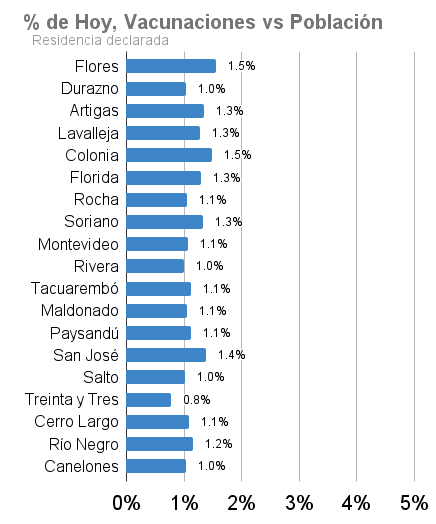 % de Hoy, Vacunaciones vs Población
Residencia declarada
Flores 1.5%
Durazno 1.0%
Artigas 1.3%
Lavalleja 1.3%
Colonia 1.5%
Florida 1.3%
Rocha 1.1%
Soriano 1.3%
Montevideo 1.1%
Rivera 1.0%
Tacuarembó 1.1%
Maldonado 1.1%
Paysandú 1.1%
San José 1.4%
Salto 1.0%
Treinta y Tres 0.8%
Cerro Largo 1.1%
Río Negro 1.2%
Canelones 1.0%
0% 1% 2% 3% 4% 5%